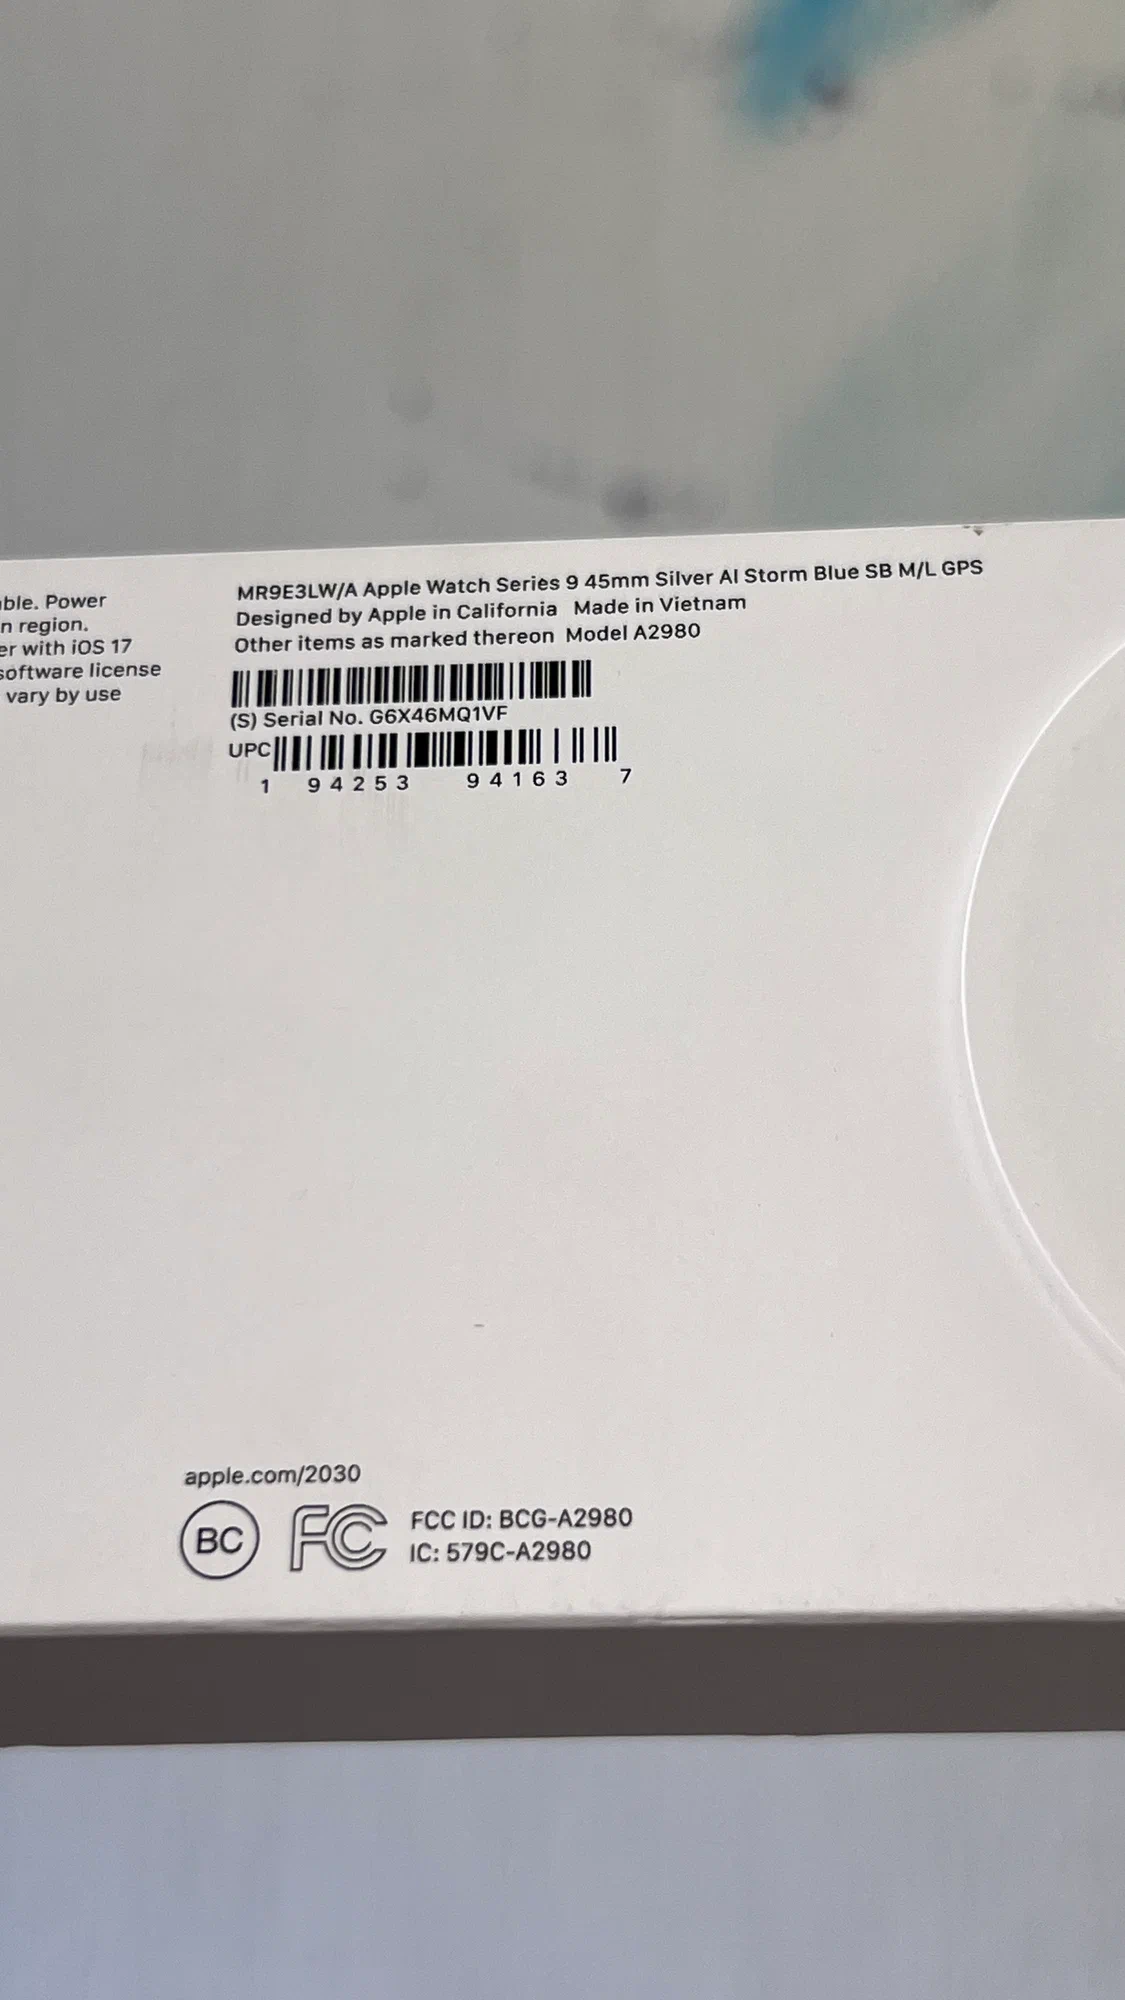 ble. Power
n region.
er with iOS 17
software license
vary by use
MR9E3LW/A Apple Watch Series 9 45mm Silver Al Storm Blue SB M/L GPS
Designed by Apple in California Made in Vietnam
Other items as marked thereon Model A2980
(S) Serial No. G6X46MQ1VF
UPC
1 94253 94163 7
apple.com/2030
BC FC FCC ID: BCG-A2980
IC: 579C-A2980